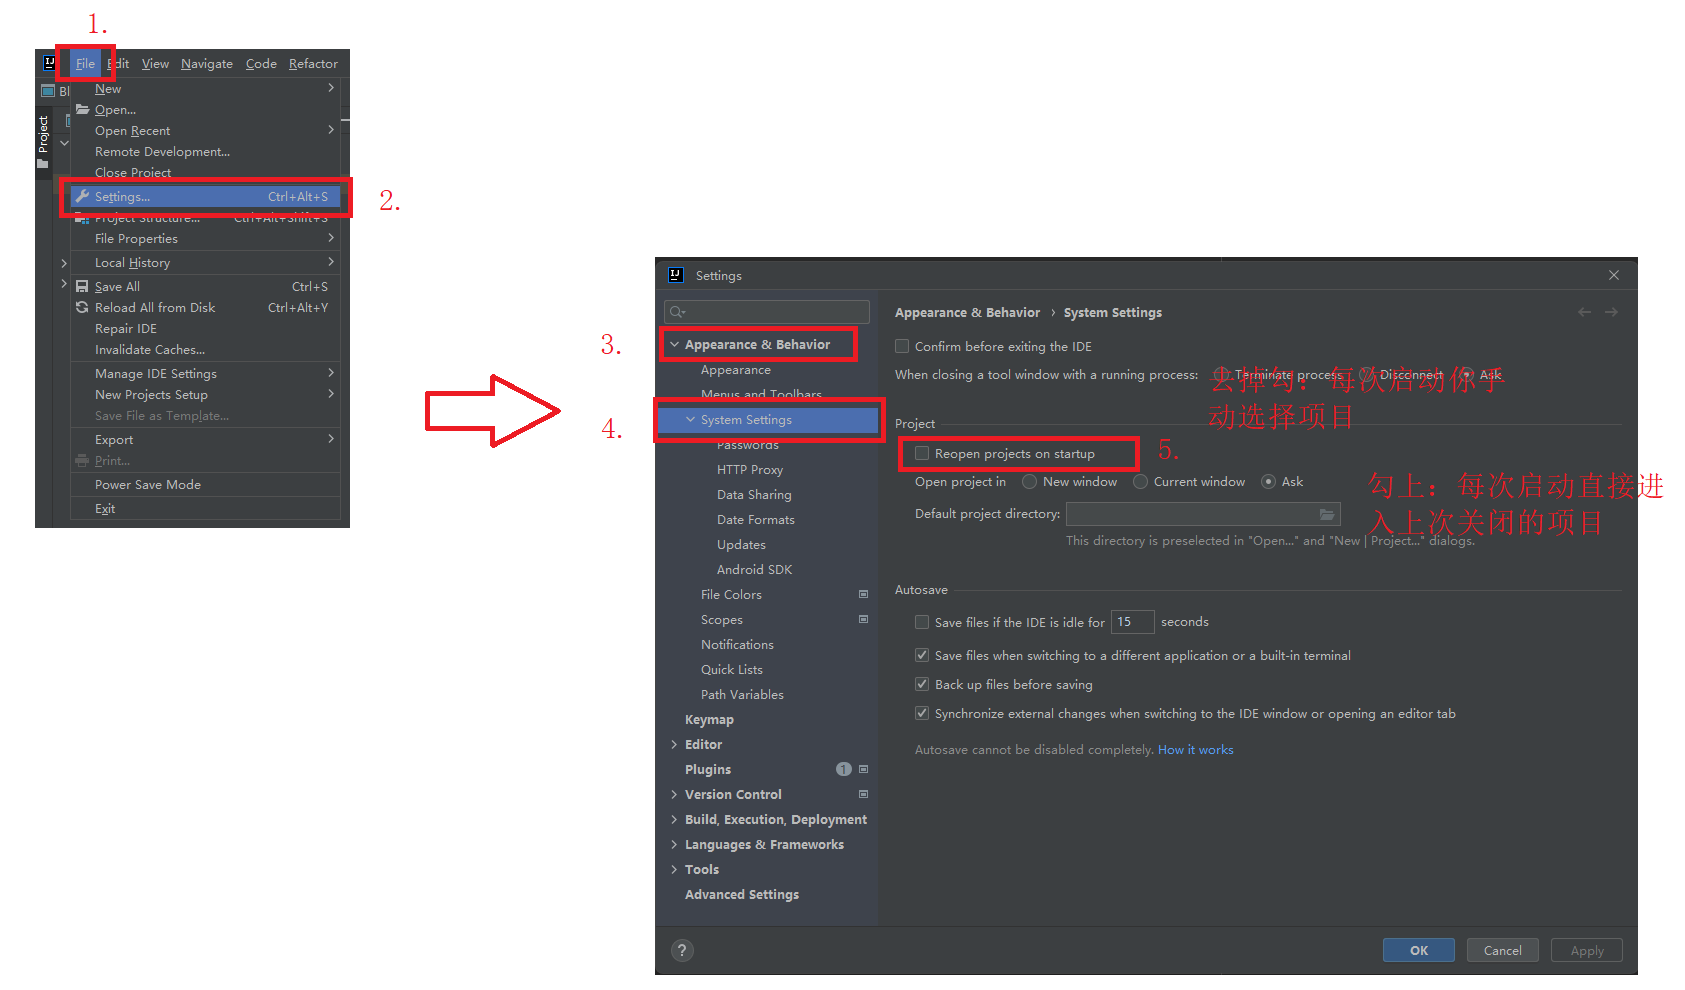 1.
File Edit View Navigate Code Refactor
Project
New
Open...
Open Recent
Remote Development...
Close Project
Settings... Ctrl+Alt+S
2.
Project Structure... Ctrl+Alt+Shift+S
File Properties
Local History
Save All Ctrl+S
Reload All from Disk Ctrl+Alt+Y
Repair IDE
Invalidate Caches...
Manage IDE Settings
New Projects Setup
Save File as Template...
Export
Print...
Power Save Mode
Exit
Settings
3.
Appearance & Behavior
Appearance
Menus and Toolbars
4.
System Settings
Passwords
HTTP Proxy
Data Sharing
Date Formats
Updates
Android SDK
File Colors
Scopes
Notifications
Quick Lists
Path Variables
Keymap
Editor
Plugins 1
Version Control
Build, Execution, Deployment
Languages & Frameworks
Tools
Advanced Settings
Appearance & Behavior › System Settings
Confirm before exiting the IDE
When closing a tool window with a running process: Terminate process Disconnect Ask
去掉勾：每次启动你手
动选择项目
Project
Reopen projects on startup
5.
Open project in New window Current window Ask
勾上：每次启动直接进
入上次关闭的项目
Default project directory:
This directory is preselected in "Open..." and "New | Project..." dialogs.
Autosave
Save files if the IDE is idle for 15 seconds
Save files when switching to a different application or a built-in terminal
Back up files before saving
Synchronize external changes when switching to the IDE window or opening an editor tab
Autosave cannot be disabled completely. How it works
?
OK Cancel Apply